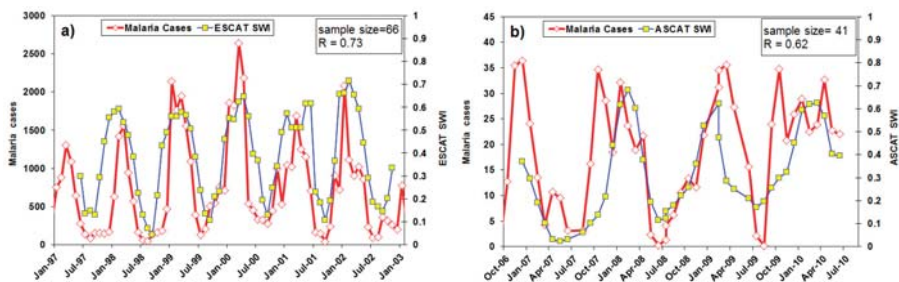 a)
Malaria Cases ESCAT SWI
sample size=66
R = 0.73
3000
2500
2000
1500
1000
500
0
Malaria cases
1
0.9
0.8
0.7
0.6
0.5
0.4
0.3
0.2
0.1
0
ESCAT SWI
Jan-97 Jul-97 Jan-98 Jul-98 Jan-99 Jul-99 Jan-00 Jul-00 Jan-01 Jul-01 Jan-02 Jul-02 Jan-03
b)
Malaria Cases ASCAT SWI
sample size= 41
R = 0.62
45
40
35
30
25
20
15
10
5
0
Malaria Cases
1
0.9
0.8
0.7
0.6
0.5
0.4
0.3
0.2
0.1
0
ASCAT SWI
Oct-06 Jan-07 Apr-07 Jul-07 Oct-07 Jan-08 Apr-08 Jul-08 Oct-08 Jan-09 Apr-09 Jul-09 Oct-09 Jan-10 Apr-10 Jul-10